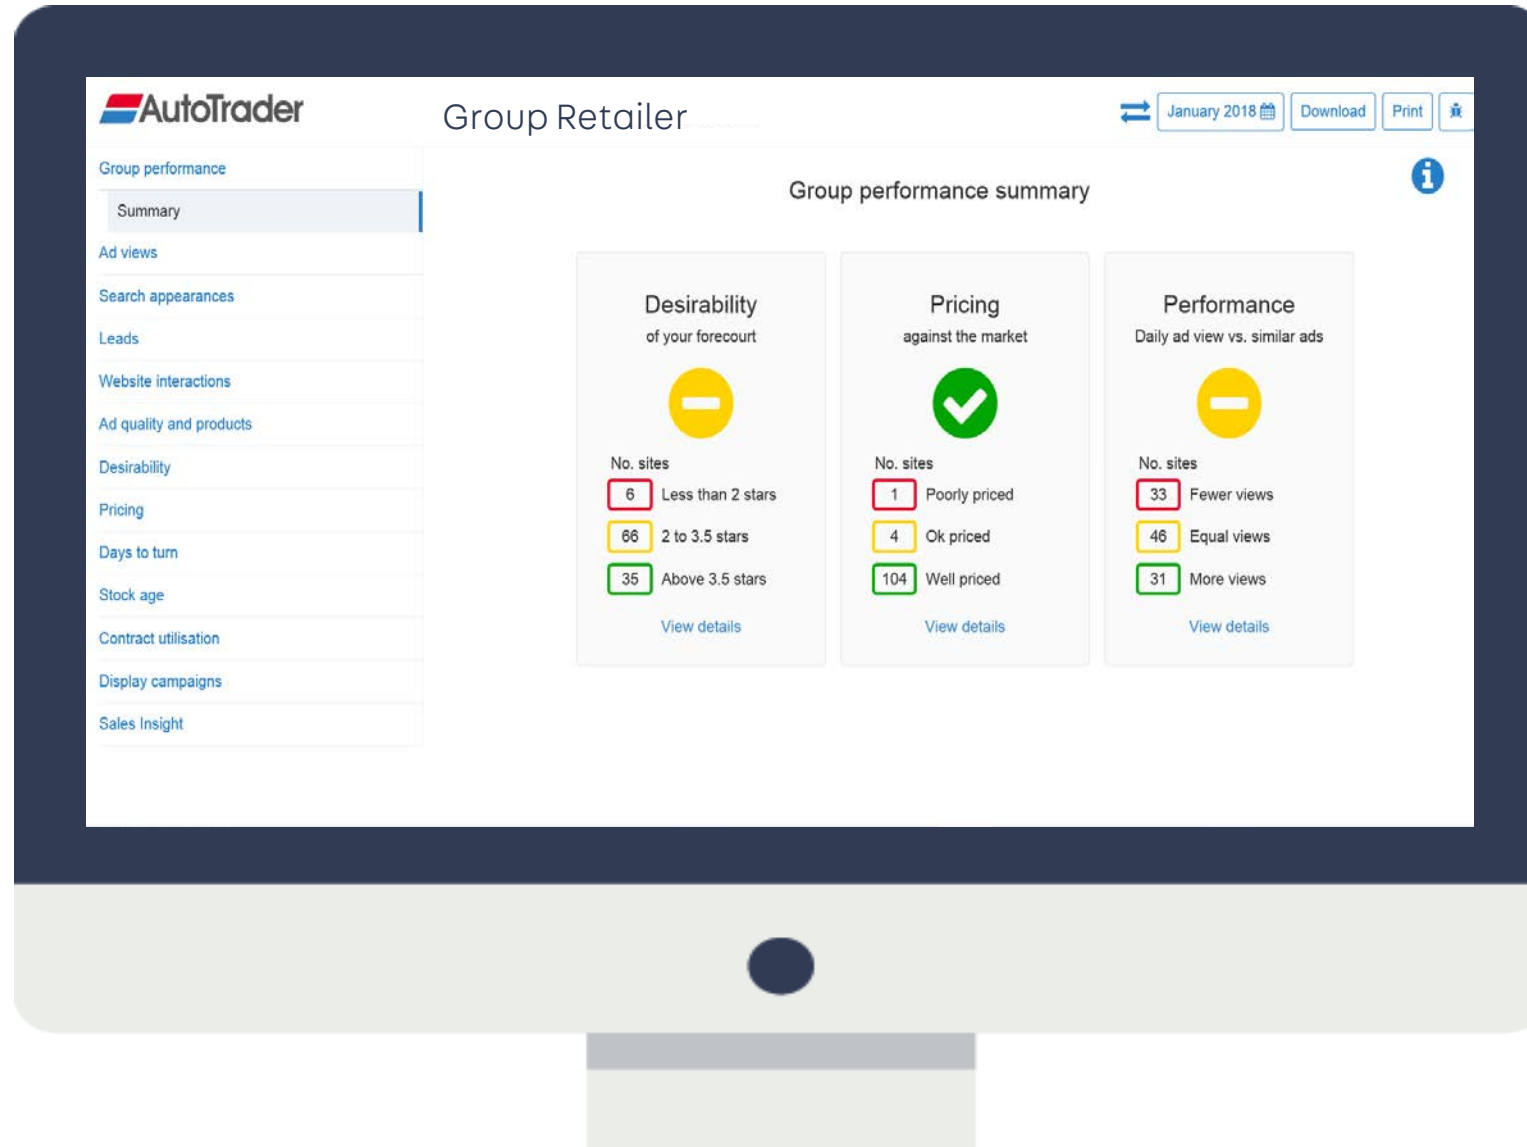 AutoTrader
Group Retailer
January 2018
Download
Print
Group performance
Summary
Ad views
Search appearances
Leads
Website interactions
Ad quality and products
Desirability
Pricing
Days to turn
Stock age
Contract utilisation
Display campaigns
Sales Insight
Group performance summary
Desirability
of your forecourt
No. sites
6 Less than 2 stars
66 2 to 3.5 stars
35 Above 3.5 stars
View details
Pricing
against the market
No. sites
1 Poorly priced
4 Ok priced
104 Well priced
View details
Performance
Daily ad view vs. similar ads
No. sites
33 Fewer views
46 Equal views
31 More views
View details